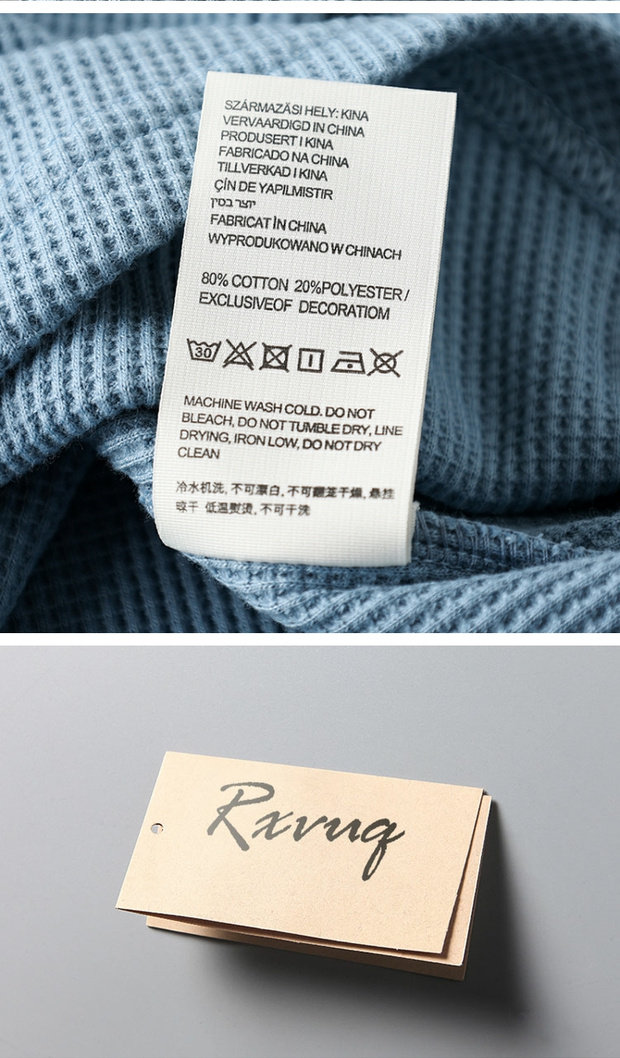 SZÁRMAZÄSI HELY: KINA
VERVAARDIGD IN CHINA
PRODUSERT I KINA
FABRICADO NA CHINA
TILLVERKAD I KINA
ÇİN DE YAPILMISTIR
יוצר בסין
FABRICAT ÎN CHINA
WYPRODUKOWANO W CHINACH
80% COTTON 20%POLYESTER /
EXCLUSIVEOF DECORATIOM
30
MACHINE WASH COLD. DO NOT
BLEACH, DO NOT TUMBLE DRY, LINE
DRYING, IRON LOW, DO NOT DRY
CLEAN
冷水机洗, 不可漂白, 不可翻笼干燥, 悬挂
晾干 低温熨烫, 不可干洗
Rxvuq